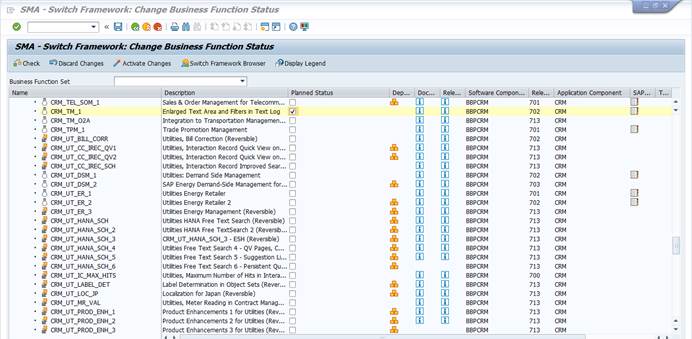 SMA - Switch Framework: Change Business Function Status
SMA - Switch Framework: Change Business Function Status
Check Discard Changes Activate Changes Switch Framework Browser Display Legend
Business Function Set
Name Description Planned Status Dep... Doc... Rele... Software Compon... Rele... Application Component SAP... T...
CRM_TEL_SOM_1 Sales & Order Management for Telecomm... BBPCRM 701 CRM
CRM_TM_1 Enlarged Text Area and Filters in Text Log BBPCRM 702 CRM
CRM_TM_O2A Integration to Transportation Managemen... BBPCRM 713 CRM
CRM_TPM_1 Trade Promotion Management BBPCRM 701 CRM
CRM_UT_BILL_CORR Utilities, Bill Correction (Reversible) BBPCRM 713 CRM
CRM_UT_CC_IREC_QV1 Utilities, Interaction Record Quick View on... BBPCRM 713 CRM
CRM_UT_CC_IREC_QV2 Utilities, Interaction Record Quick View on... BBPCRM 713 CRM
CRM_UT_CC_IREC_SCH Utilities, Interaction Record Improved Sear... BBPCRM 713 CRM
CRM_UT_DSM_1 Utilities: Demand Side Management BBPCRM 702 CRM
CRM_UT_DSM_2 SAP Energy Demand-Side Management for... BBPCRM 703 CRM
CRM_UT_ER_1 Utilities Energy Retailer BBPCRM 701 CRM
CRM_UT_ER_2 Utilities Energy Retailer 2 BBPCRM 702 CRM
CRM_UT_ER_3 Utilities Energy Management (Reversible) BBPCRM 713 CRM
CRM_UT_HANA_SCH Utilities HANA Free Text Search (Reversible) BBPCRM 713 CRM
CRM_UT_HANA_SCH_2 Utilities HANA Free TextSearch 2 (Reversib... BBPCRM 713 CRM
CRM_UT_HANA_SCH_3 CRM_UT_HANA_SCH_3 - ESH (Reversible) BBPCRM 713 CRM
CRM_UT_HANA_SCH_4 Utilities Free Text Search 4 - QV Pages, C... BBPCRM 713 CRM
CRM_UT_HANA_SCH_5 Utilities Free Text Search 5 - Suggestion Li... BBPCRM 713 CRM
CRM_UT_HANA_SCH_6 Utilities Free Text Search 6 - Persistent Qu... BBPCRM 713 CRM
CRM_UT_IC_MAX_HITS Utilities, Maximum Number of Hits in Intera... BBPCRM 700 CRM
CRM_UT_LABEL_DET Label Determination in Object Sets (Rever... BBPCRM 713 CRM
CRM_UT_LOC_JP Localization for Japan (Reversible) BBPCRM 713 CRM
CRM_UT_MR_VAL Utilities, Meter Reading in Contract Manag... BBPCRM 713 CRM
CRM_UT_PROD_ENH_1 Product Enhancements 1 for Utilities (Rev... BBPCRM 713 CRM
CRM_UT_PROD_ENH_2 Product Enhancements 2 for Utilities (Rev... BBPCRM 713 CRM
CRM_UT_PROD_ENH_3 Product Enhancements 3 for Utilities (Rever... BBPCRM 713 CRM